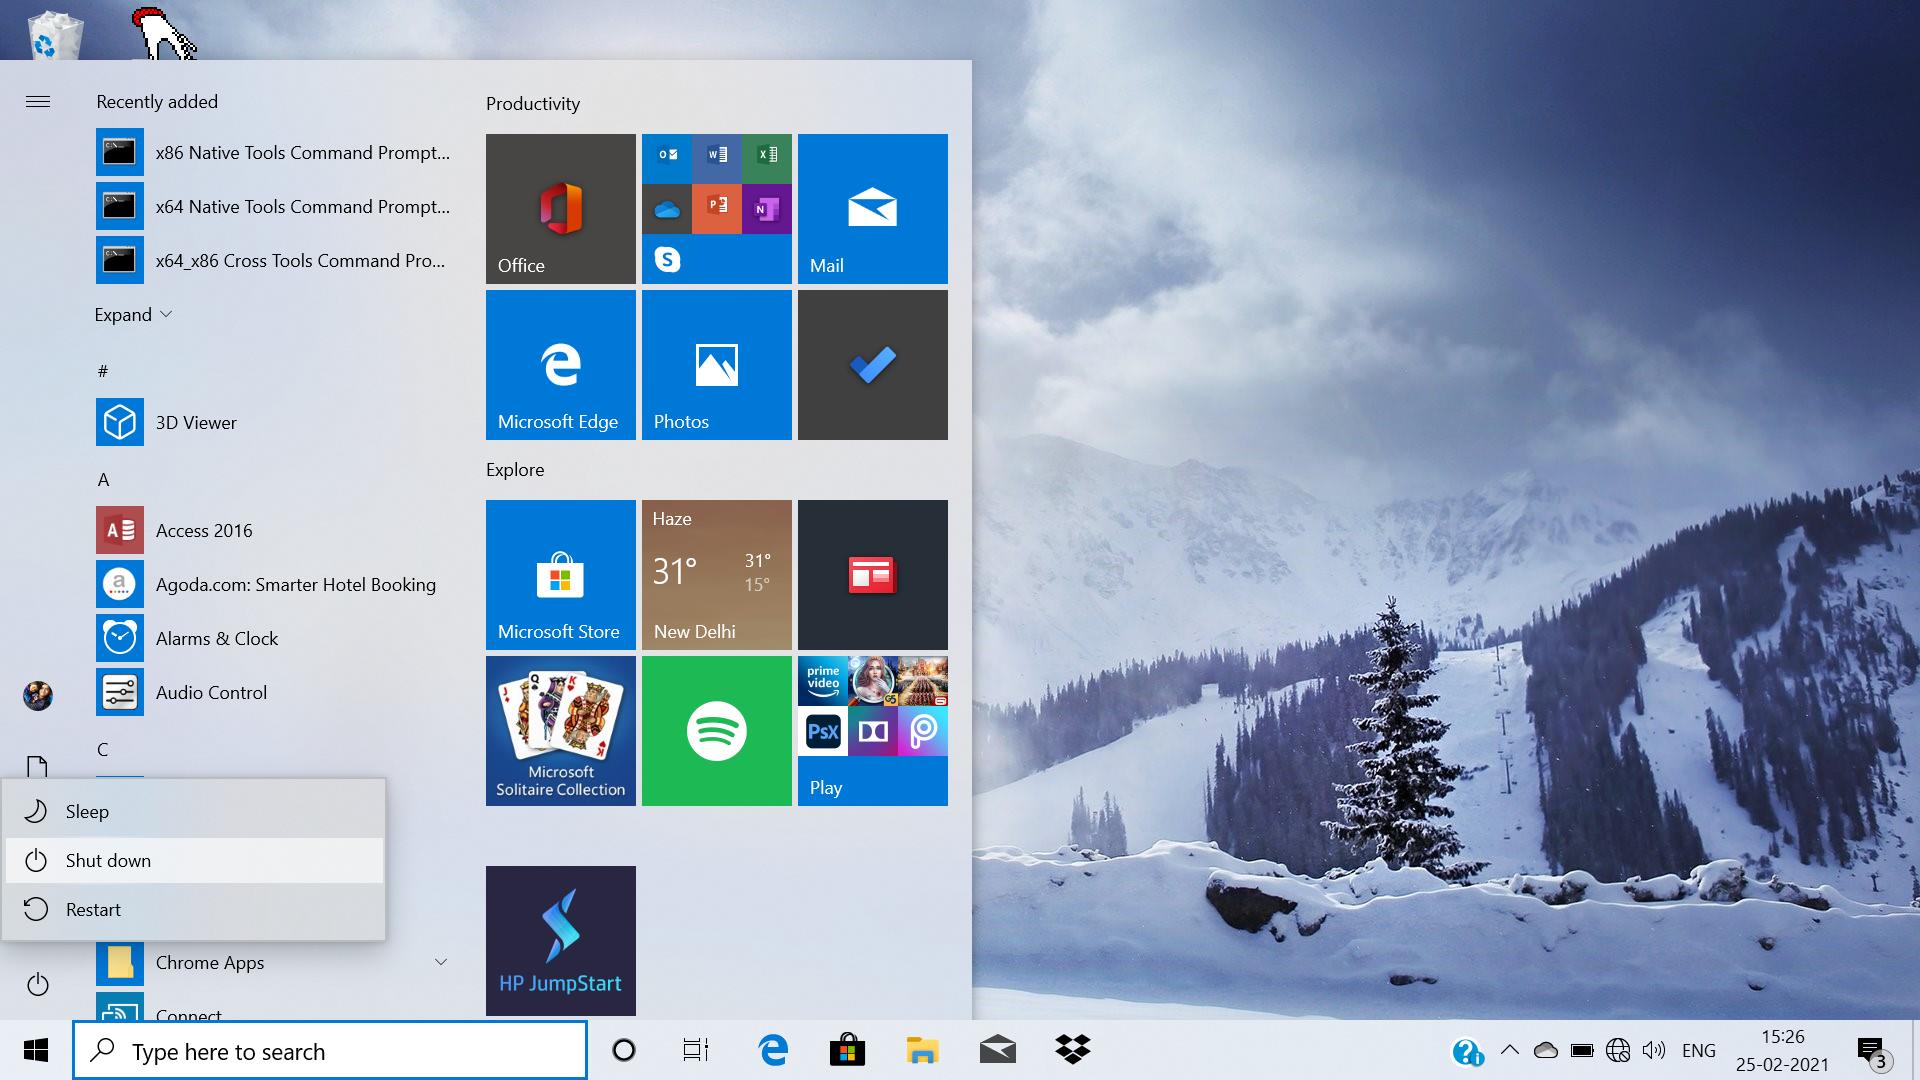 Recently added
x86 Native Tools Command Prompt...
x64 Native Tools Command Prompt...
x64_x86 Cross Tools Command Pro...
Expand
#
3D Viewer
A
Access 2016
Agoda.com: Smarter Hotel Booking
Alarms & Clock
Audio Control
C
Sleep
Shut down
Restart
Chrome Apps
Connect
Productivity
Office
Mail
Microsoft Edge
Photos
Explore
Microsoft Store
Haze
31°
31°
15°
New Delhi
Microsoft
Solitaire Collection
prime
video
PsX
Play
HP JumpStart
Type here to search
ENG
15:26
25-02-2021
3